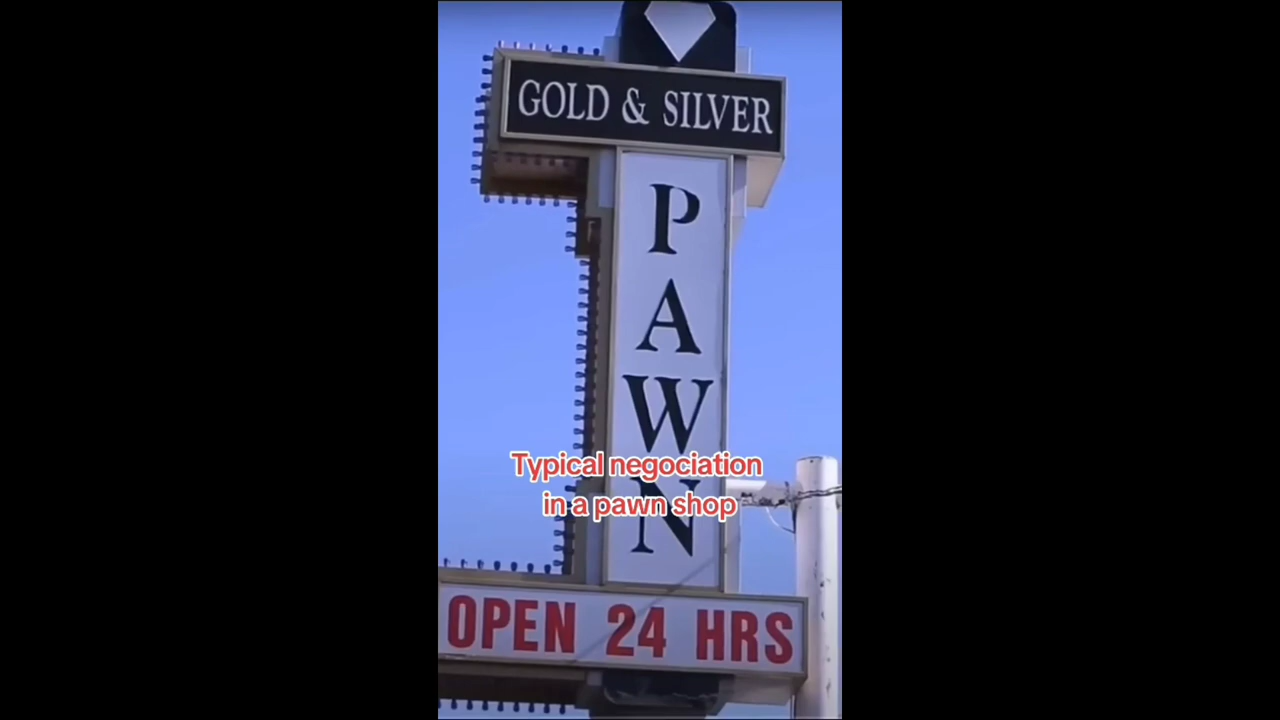 GOLD & SILVER
PAWN
Typical negociation
in a pawn shop
OPEN 24 HRS